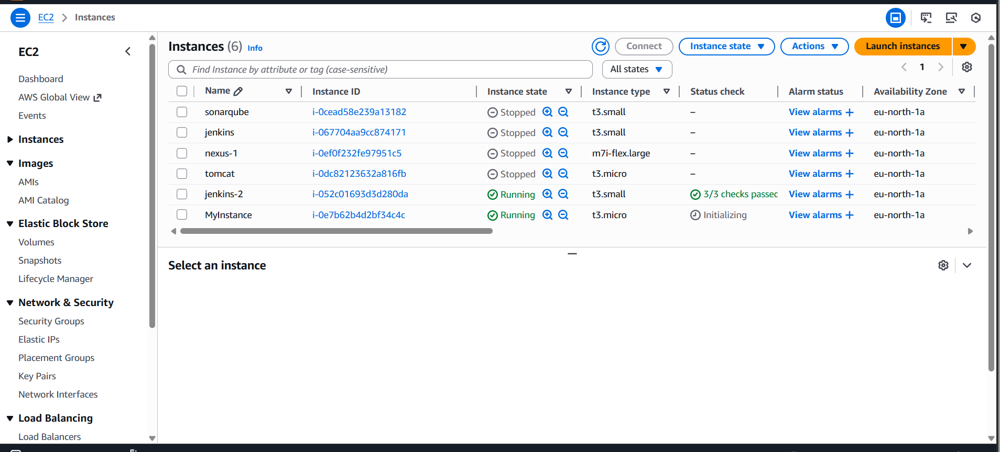 EC2 > Instances
EC2
Dashboard
AWS Global View
Events
Instances
Images
AMIs
AMI Catalog
Elastic Block Store
Volumes
Snapshots
Lifecycle Manager
Network & Security
Security Groups
Elastic IPs
Placement Groups
Key Pairs
Network Interfaces
Load Balancing
Load Balancers
Instances (6) Info
Connect Instance state Actions Launch instances
Find Instance by attribute or tag (case-sensitive) All states 1
Name Instance ID Instance state Instance type Status check Alarm status Availability Zone
sonarqube i-0cead58e239a13182 Stopped t3.small – View alarms + eu-north-1a
jenkins i-067704aa9cc874171 Stopped t3.small – View alarms + eu-north-1a
nexus-1 i-0ef0f232fe97951c5 Stopped m7i-flex.large – View alarms + eu-north-1a
tomcat i-0dc82123632a816fb Stopped t3.micro – View alarms + eu-north-1a
jenkins-2 i-052c01693d3d280da Running t3.small 3/3 checks passec View alarms + eu-north-1a
MyInstance i-0e7b62b4d2bf34c4c Running t3.micro Initializing View alarms + eu-north-1a
Select an instance